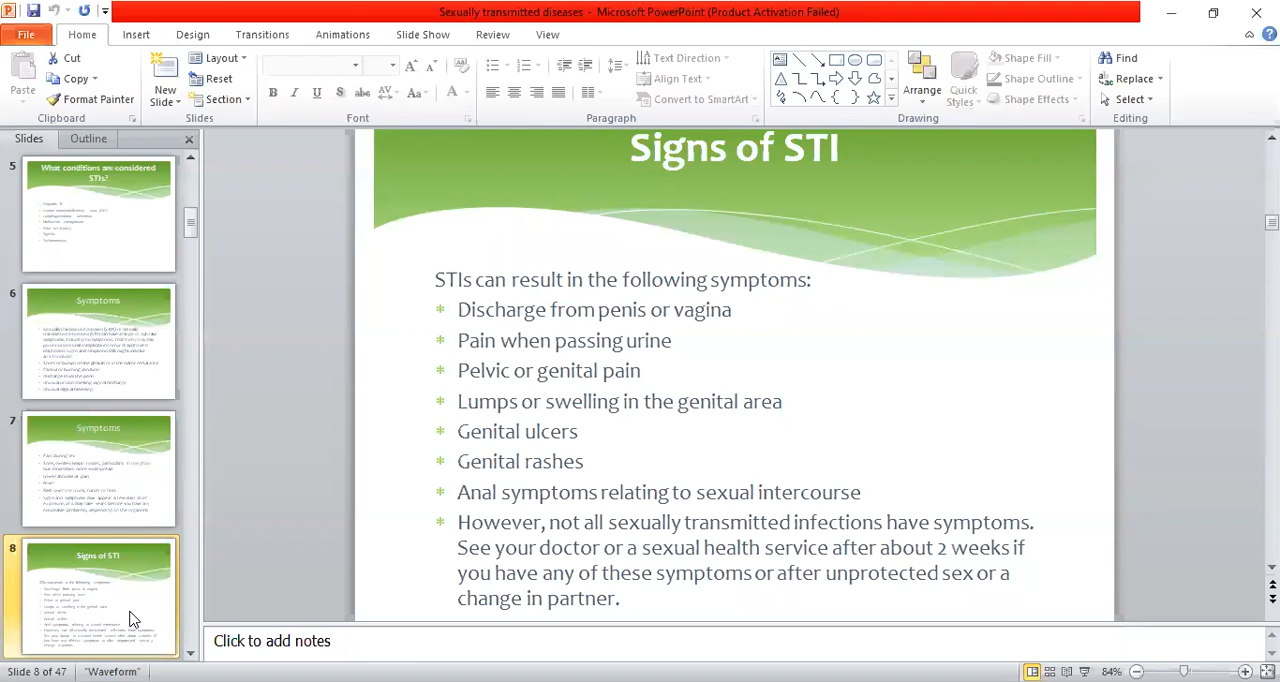 Sexually transmitted diseases - Microsoft PowerPoint (Product Activation Failed)
File Home Insert Design Transitions Animations Slide Show Review View
Cut
Copy
Format Painter
Paste
Clipboard
New
Slide
Layout
Reset
Section
Slides
B I U S abc AV Aa A
Font
Text Direction
Align Text
Convert to SmartArt
Paragraph
Arrange
Quick
Styles
Shape Fill
Shape Outline
Shape Effects
Drawing
Find
Replace
Select
Editing
Slides Outline
5
What conditions are considered
STIs?
6
Symptoms
7
Symptoms
8
Signs of STI
Signs of STI
STIs can result in the following symptoms:
Discharge from penis or vagina
Pain when passing urine
Pelvic or genital pain
Lumps or swelling in the genital area
Genital ulcers
Genital rashes
Anal symptoms relating to sexual intercourse
However, not all sexually transmitted infections have symptoms.
See your doctor or a sexual health service after about 2 weeks if
you have any of these symptoms or after unprotected sex or a
change in partner.
Click to add notes
Slide 8 of 47 "Waveform" 84%